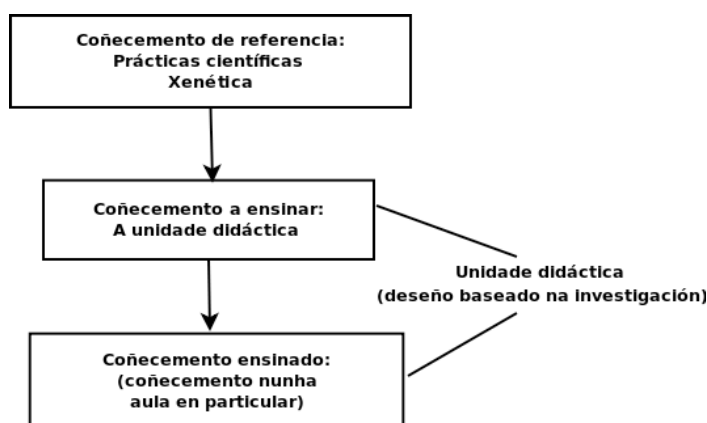 Coñecemento de referencia:
Prácticas científicas
Xenética
Coñecemento a ensinar:
A unidade didáctica
Unidade didáctica
(deseño baseado na investigación)
Coñecemento ensinado:
(coñecemento nunha
aula en particular)